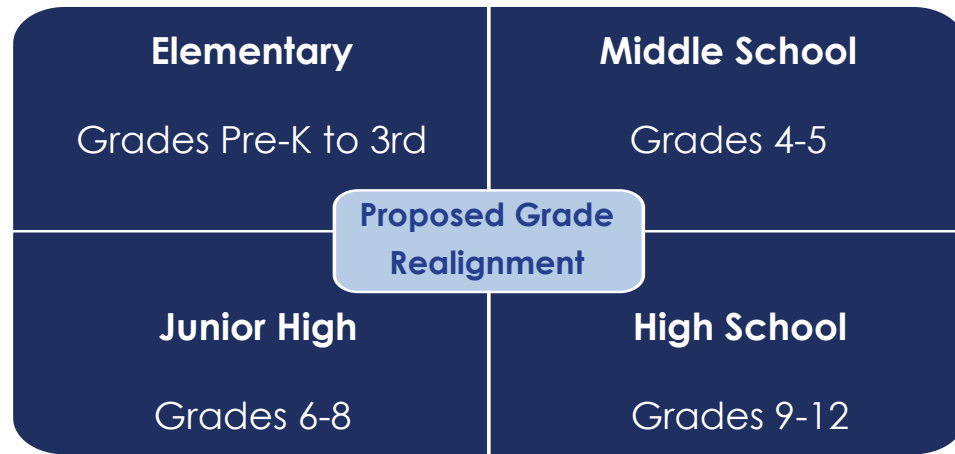 Elementary
Grades Pre-K to 3rd
Middle School
Grades 4-5
Proposed Grade
Realignment
Junior High
Grades 6-8
High School
Grades 9-12